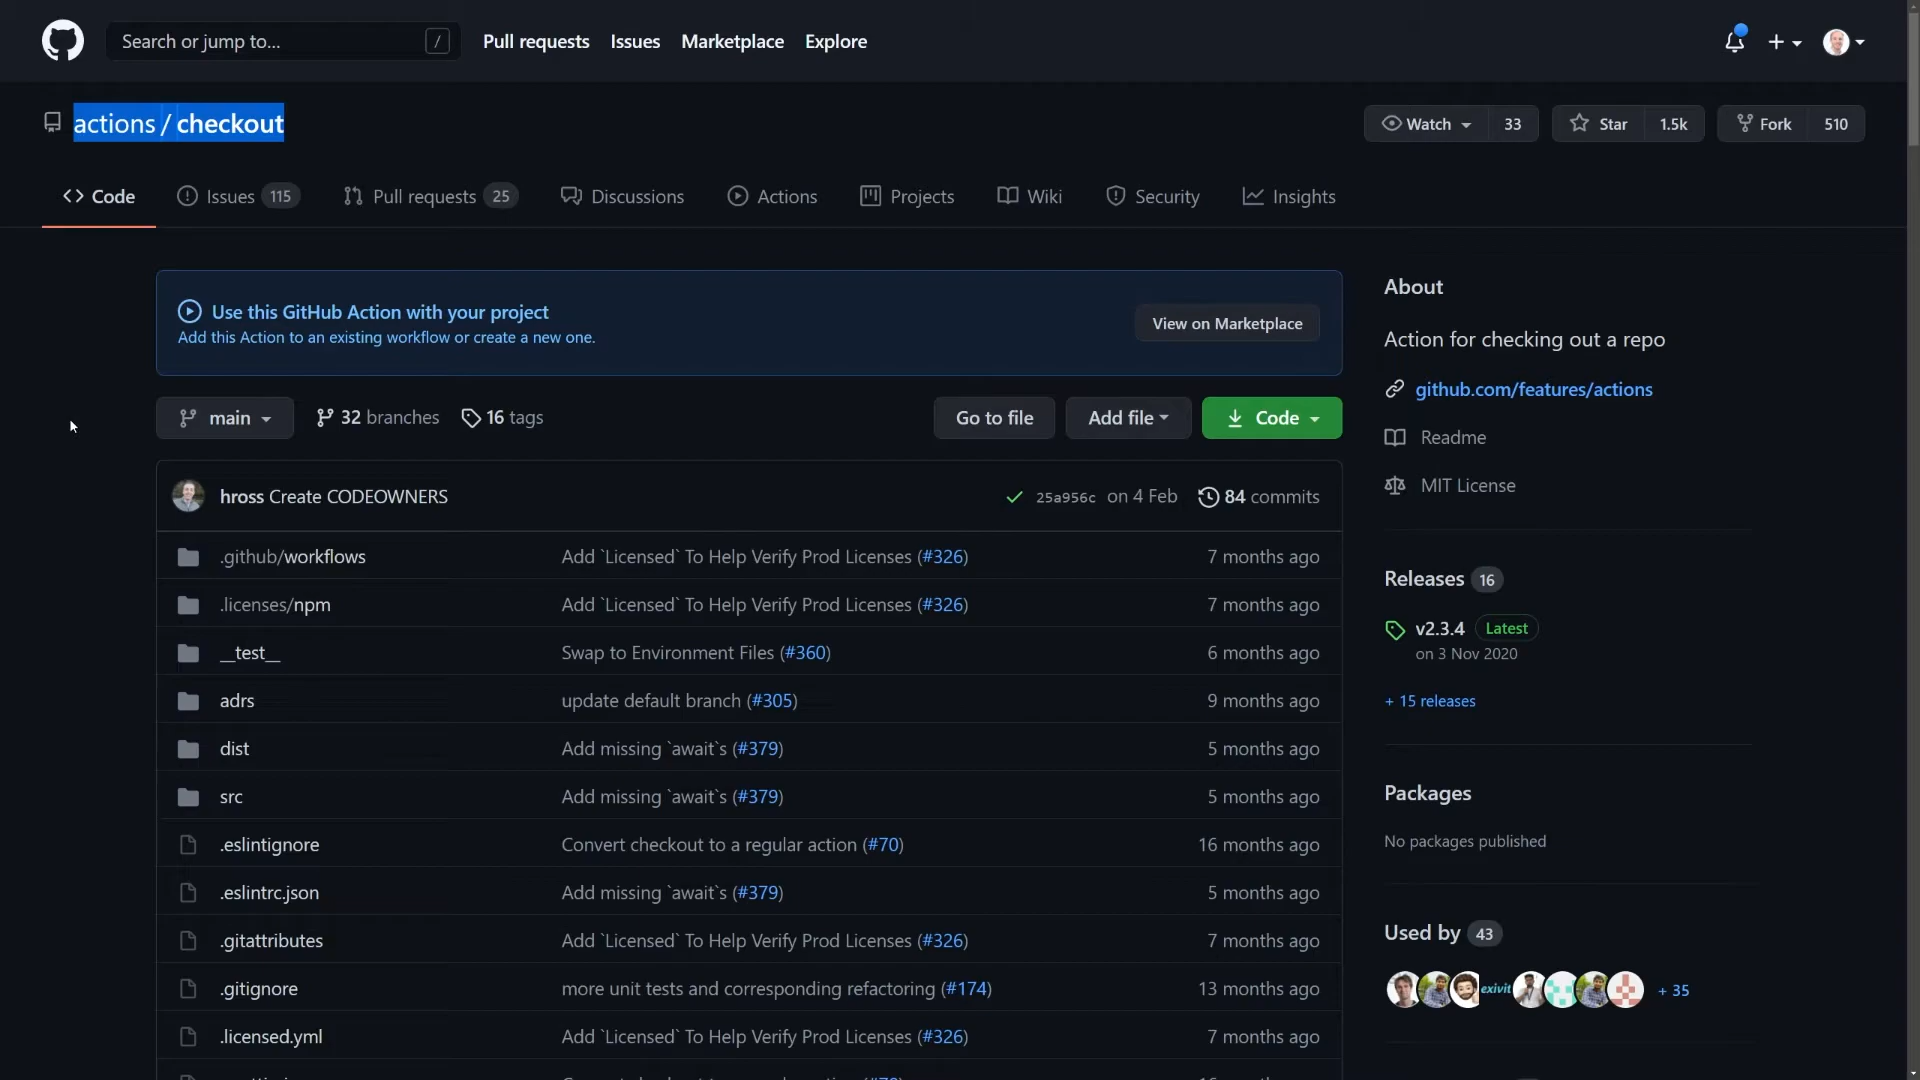 Search or jump to... /
Pull requests Issues Marketplace Explore
actions / checkout
Watch 33 Star 1.5k Fork 510
Code Issues 115 Pull requests 25 Discussions Actions Projects Wiki Security Insights
Use this GitHub Action with your project
Add this Action to an existing workflow or create a new one.
View on Marketplace
main 32 branches 16 tags Go to file Add file Code
hross Create CODEOWNERS 25a956c on 4 Feb 84 commits
.github/workflows Add `Licensed` To Help Verify Prod Licenses (#326) 7 months ago
.licenses/npm Add `Licensed` To Help Verify Prod Licenses (#326) 7 months ago
__test__ Swap to Environment Files (#360) 6 months ago
adrs update default branch (#305) 9 months ago
dist Add missing `await`s (#379) 5 months ago
src Add missing `await`s (#379) 5 months ago
.eslintignore Convert checkout to a regular action (#70) 16 months ago
.eslintrc.json Add missing `await`s (#379) 5 months ago
.gitattributes Add `Licensed` To Help Verify Prod Licenses (#326) 7 months ago
.gitignore more unit tests and corresponding refactoring (#174) 13 months ago
.licensed.yml Add `Licensed` To Help Verify Prod Licenses (#326) 7 months ago
About
Action for checking out a repo
github.com/features/actions
Readme
MIT License
Releases 16
v2.3.4 Latest
on 3 Nov 2020
+ 15 releases
Packages
No packages published
Used by 43
exivit
+ 35